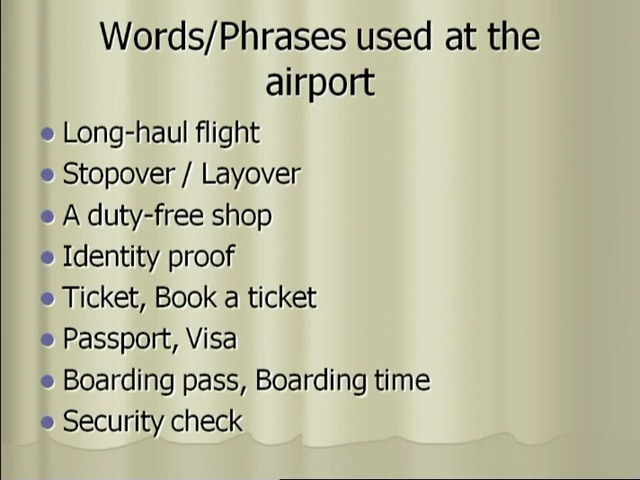 Words/Phrases used at the
airport
Long-haul flight
Stopover / Layover
A duty-free shop
Identity proof
Ticket, Book a ticket
Passport, Visa
Boarding pass, Boarding time
Security check